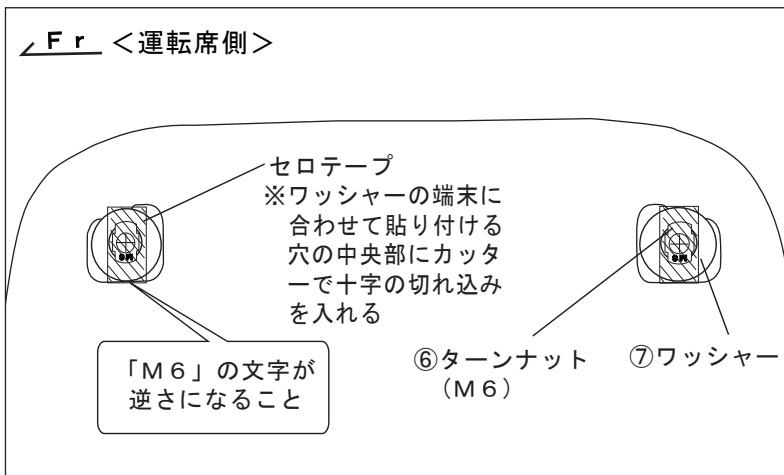 Ｆｒ ＜運転席側＞
セロテープ
※ワッシャーの端末に
合わせて貼り付ける
穴の中央部にカッタ
ーで十字の切れ込み
を入れる
「Ｍ６」の文字が
逆さになること
⑥ターンナット
（Ｍ６）
⑦ワッシャー
M6
M6